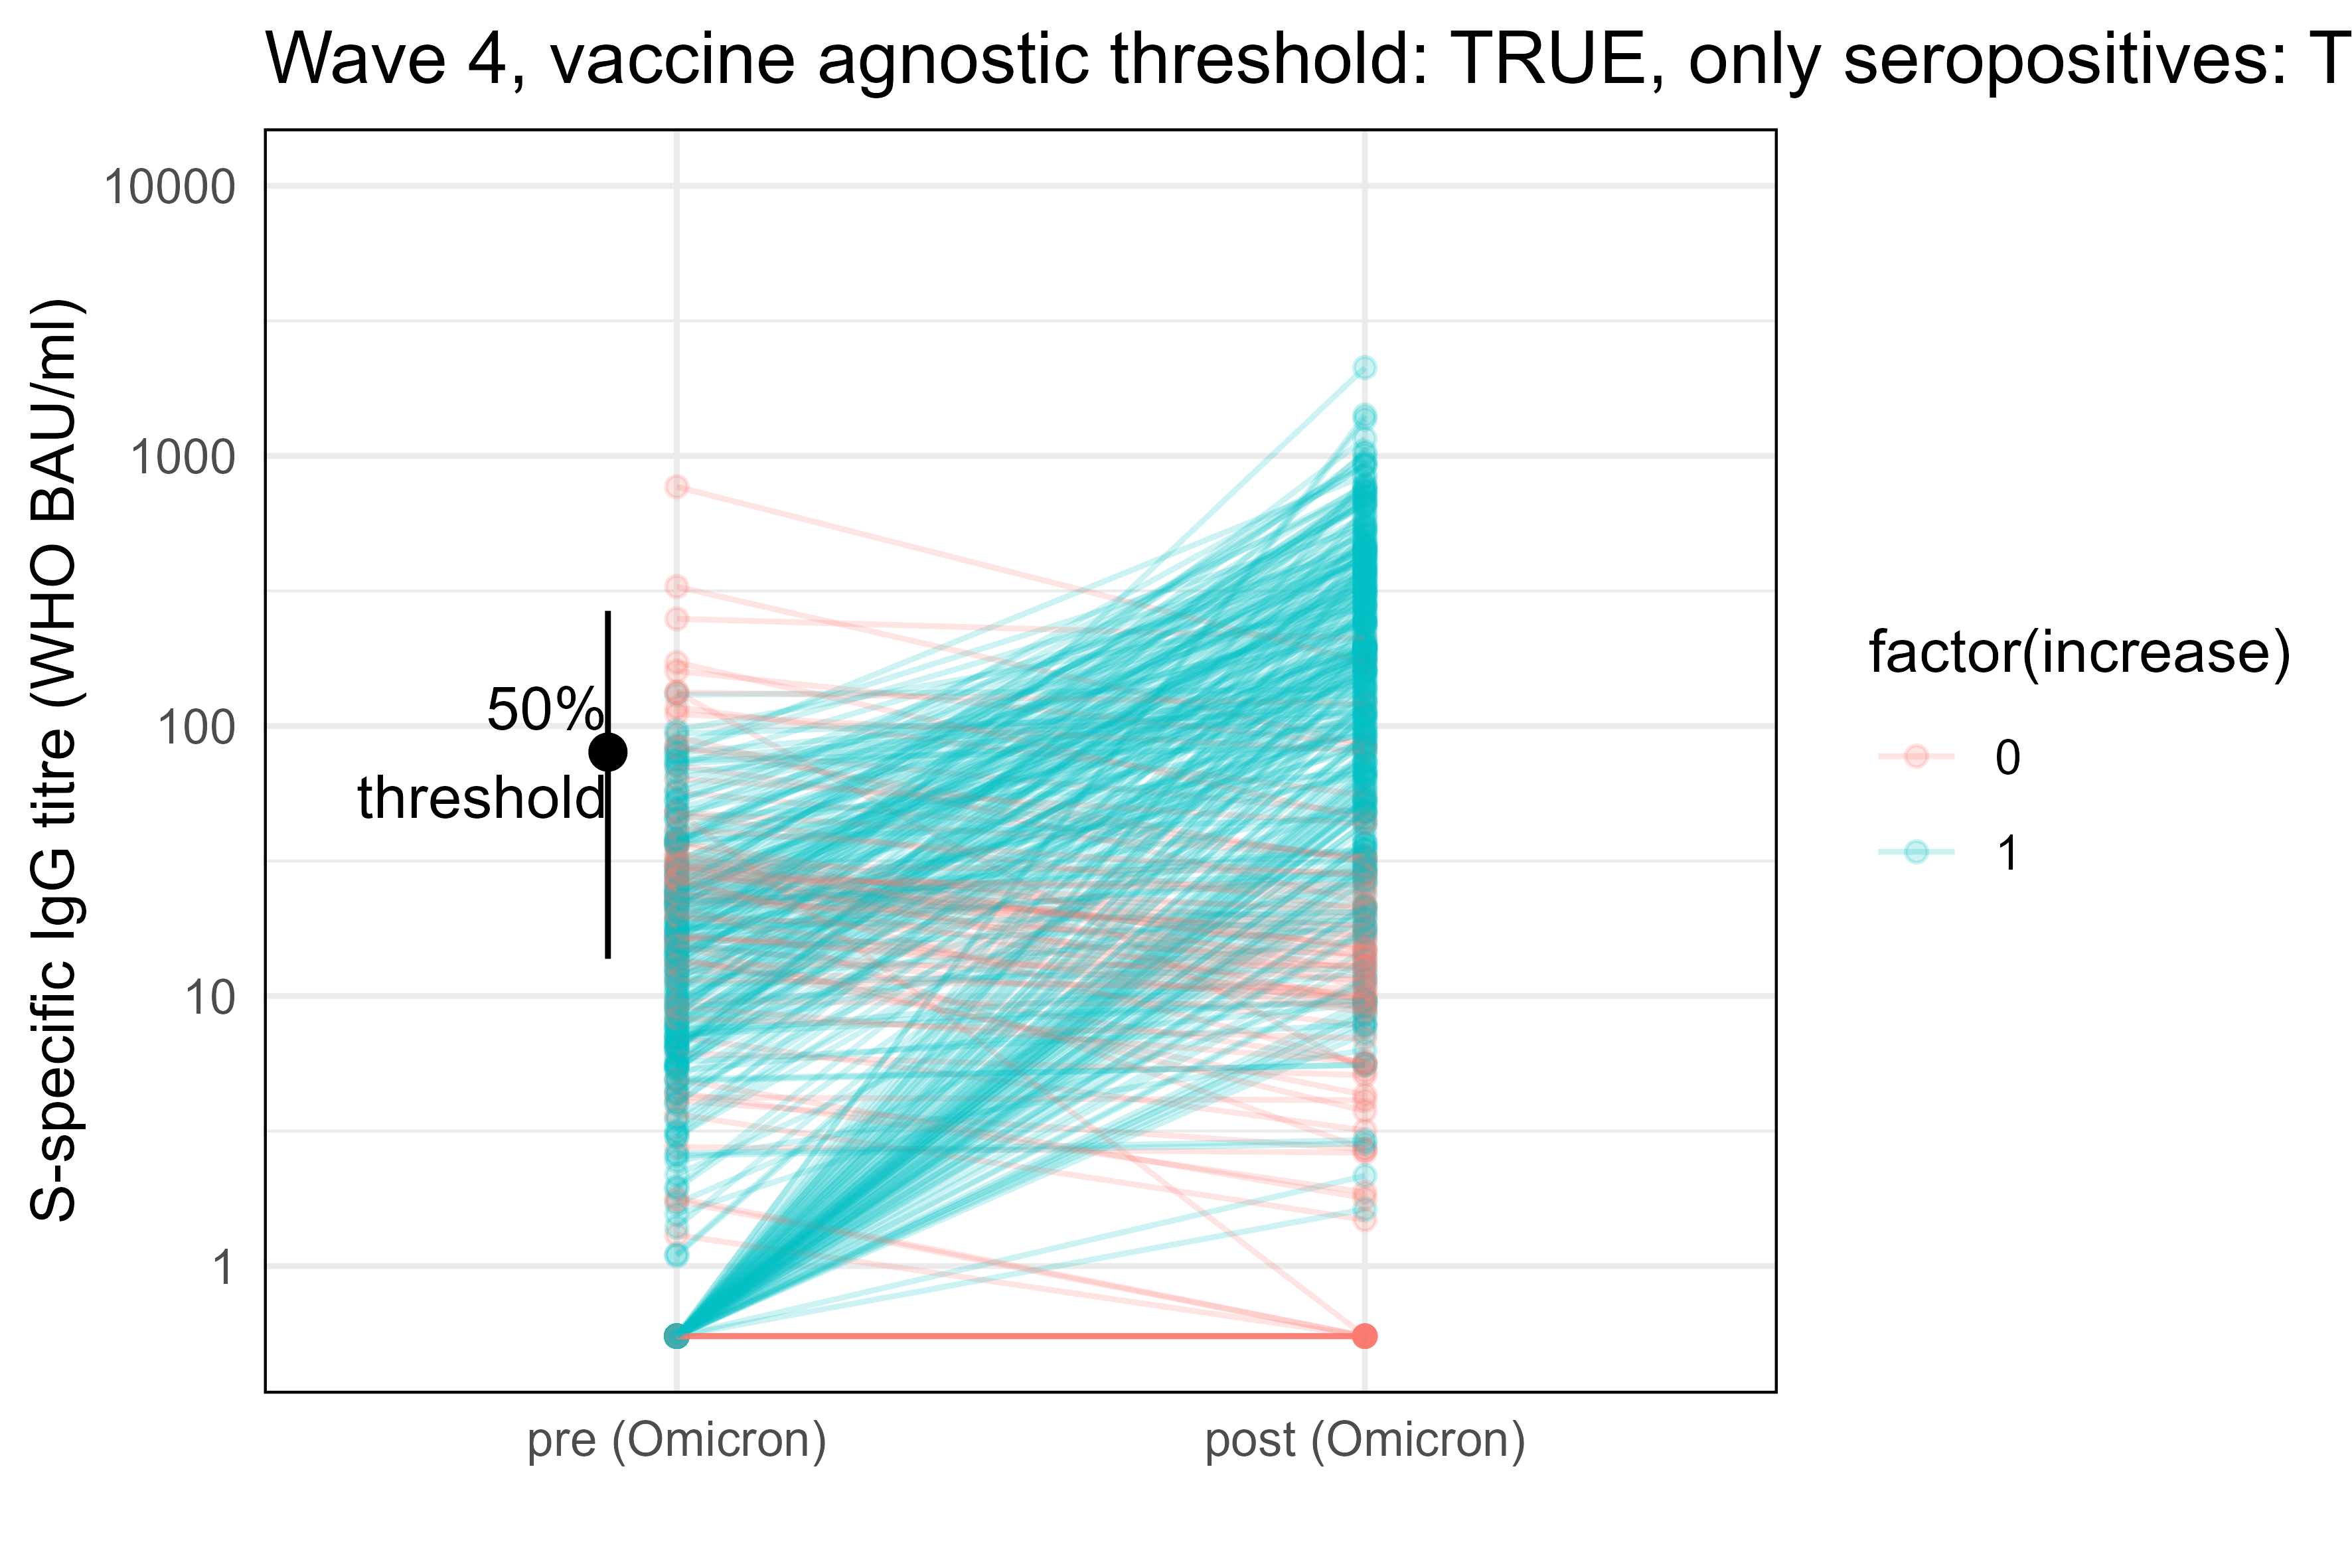 Wave 4, vaccine agnostic threshold: TRUE, only seropositives: T
S-specific IgG titre (WHO BAU/ml)
10000
1000
100
10
1
50%
threshold
pre (Omicron)
post (Omicron)
factor(increase)
0
1